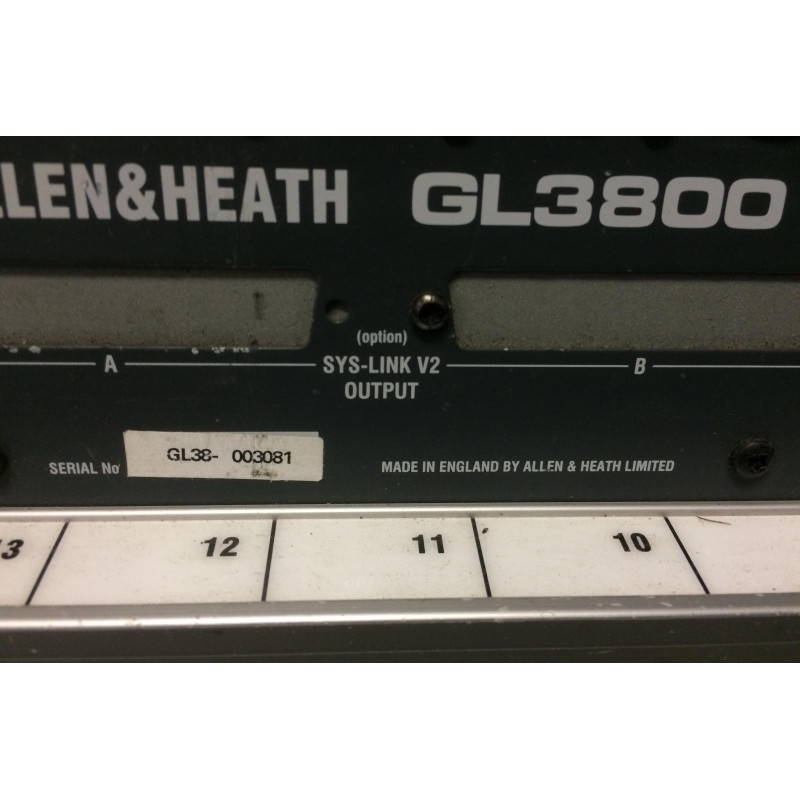 LLEN&HEATH GL3800
(option)
A SYS-LINK V2 B
OUTPUT
SERIAL No GL38- 003081 MADE IN ENGLAND BY ALLEN & HEATH LIMITED
13 12 11 10